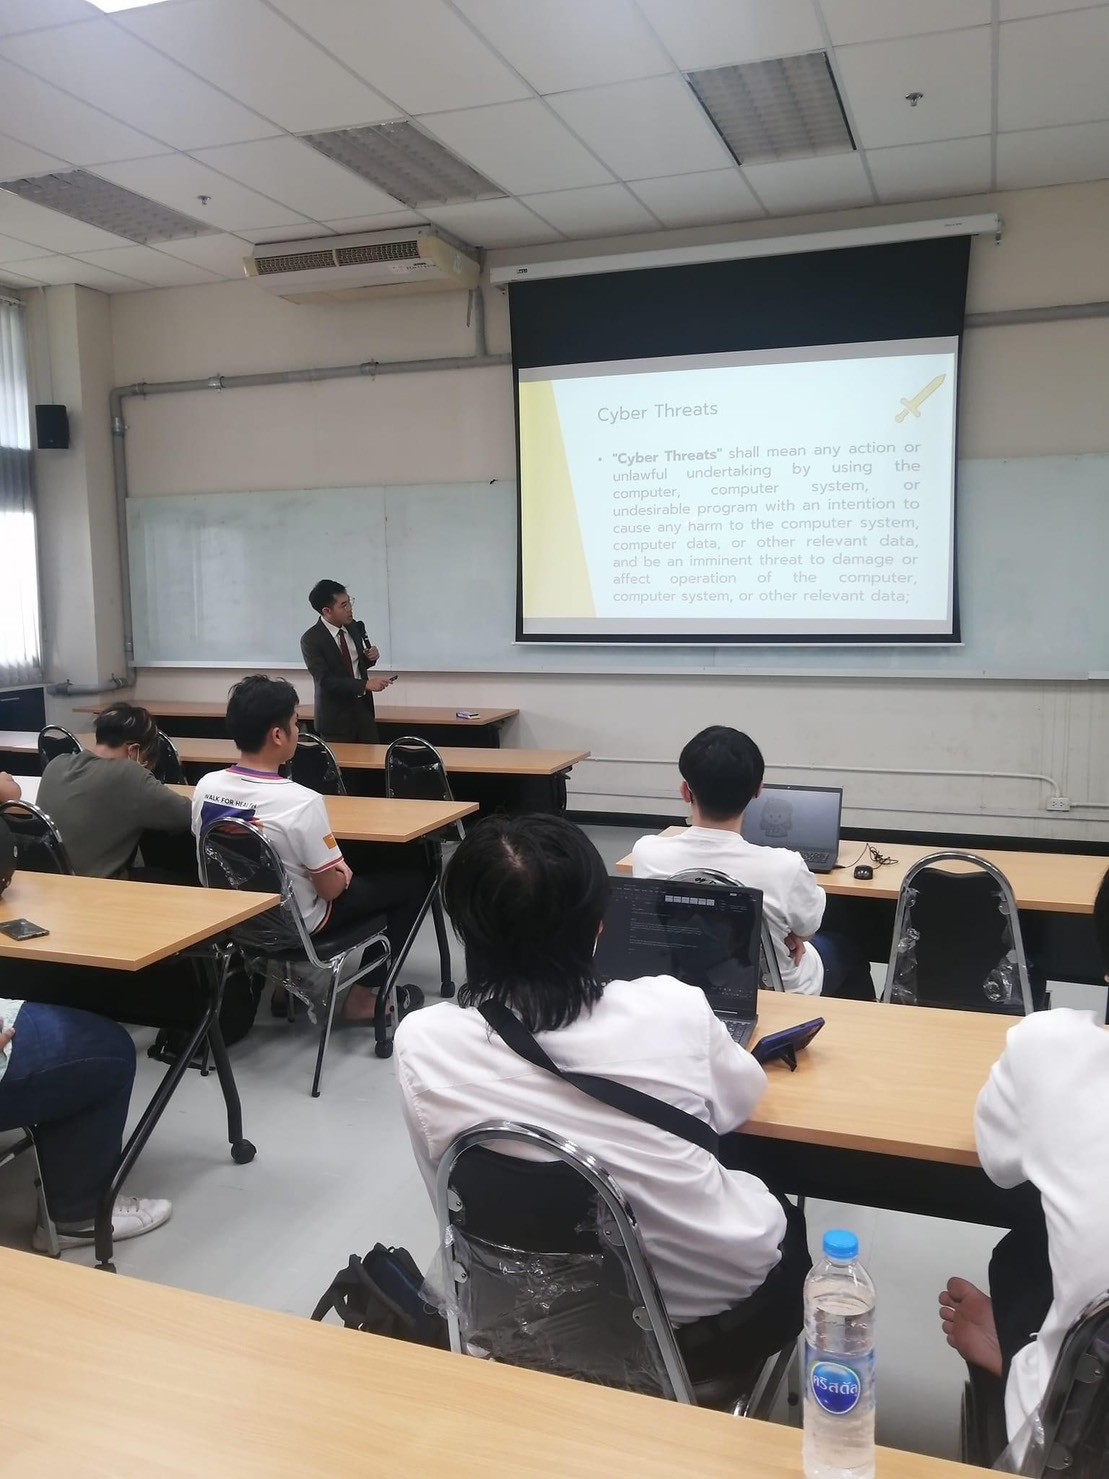 Cyber Threats
• "Cyber Threats" shall mean any action or
unlawful undertaking by using the
computer, computer system, or
undesirable program with an intention to
cause any harm to the computer system,
computer data, or other relevant data,
and be an imminent threat to damage or
affect operation of the computer,
computer system, or other relevant data;
WALK FOR HEALTH
คริสตัล